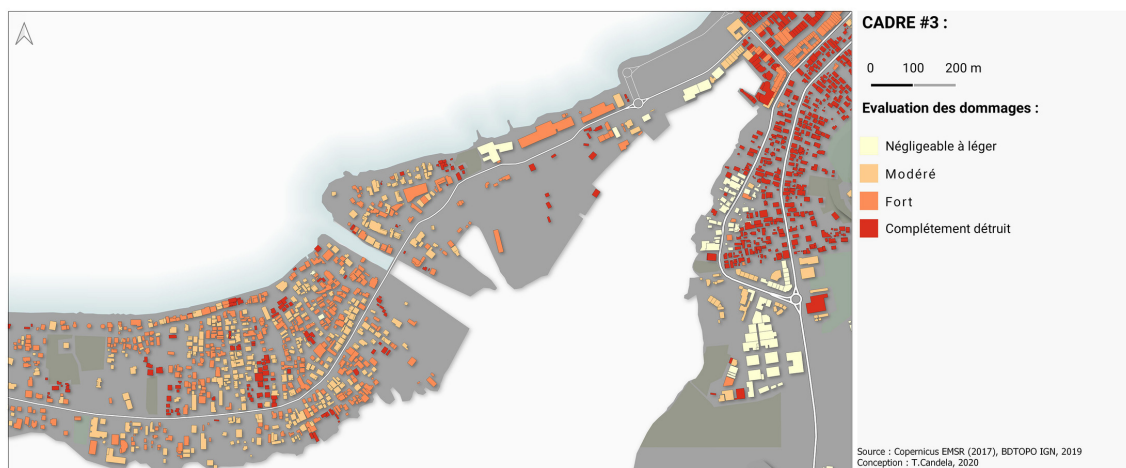 CADRE #3 :
0 100 200 m
Evaluation des dommages :
Négligeable à léger
Modéré
Fort
Complétement détruit
Source : Copernicus EMSR (2017), BDTOPO IGN, 2019
Conception : T.Candela, 2020